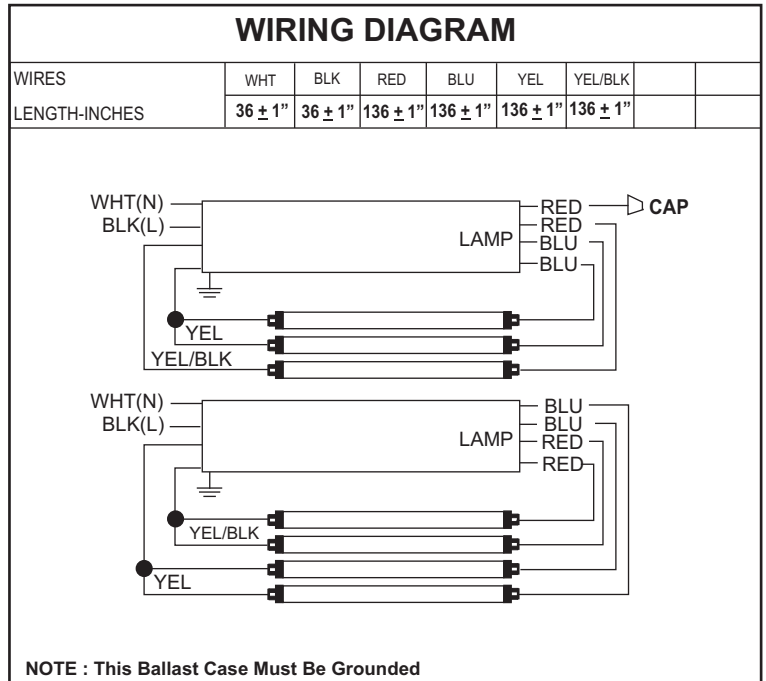 WIRING DIAGRAM
WIRES WHT BLK RED BLU YEL YEL/BLK
LENGTH-INCHES 36 ± 1” 36 ± 1” 136 ± 1” 136 ± 1” 136 ± 1” 136 ± 1”
WHT(N) RED CAP
BLK(L) RED
LAMP BLU
BLU
YEL
YEL/BLK
WHT(N) BLU
BLK(L) BLU
LAMP RED
RED
YEL/BLK
YEL
NOTE : This Ballast Case Must Be Grounded